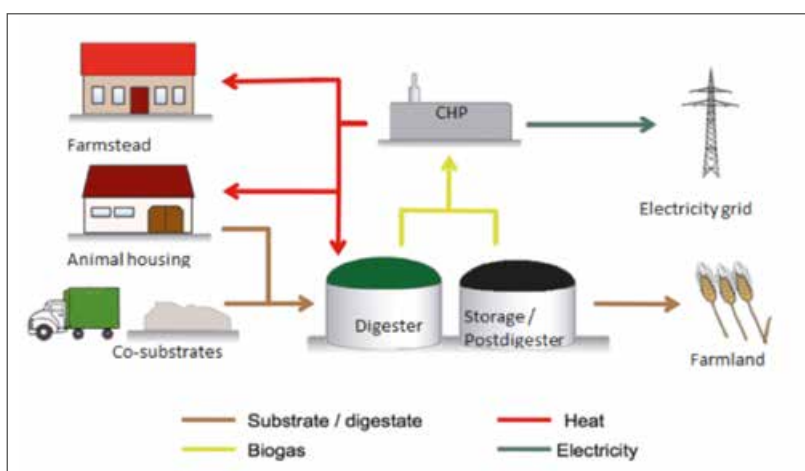 CHP
Farmstead
Electricity grid
Animal housing
Digester
Storage /
Postdigester
Co-substrates
Farmland
Substrate / digestate
Heat
Biogas
Electricity